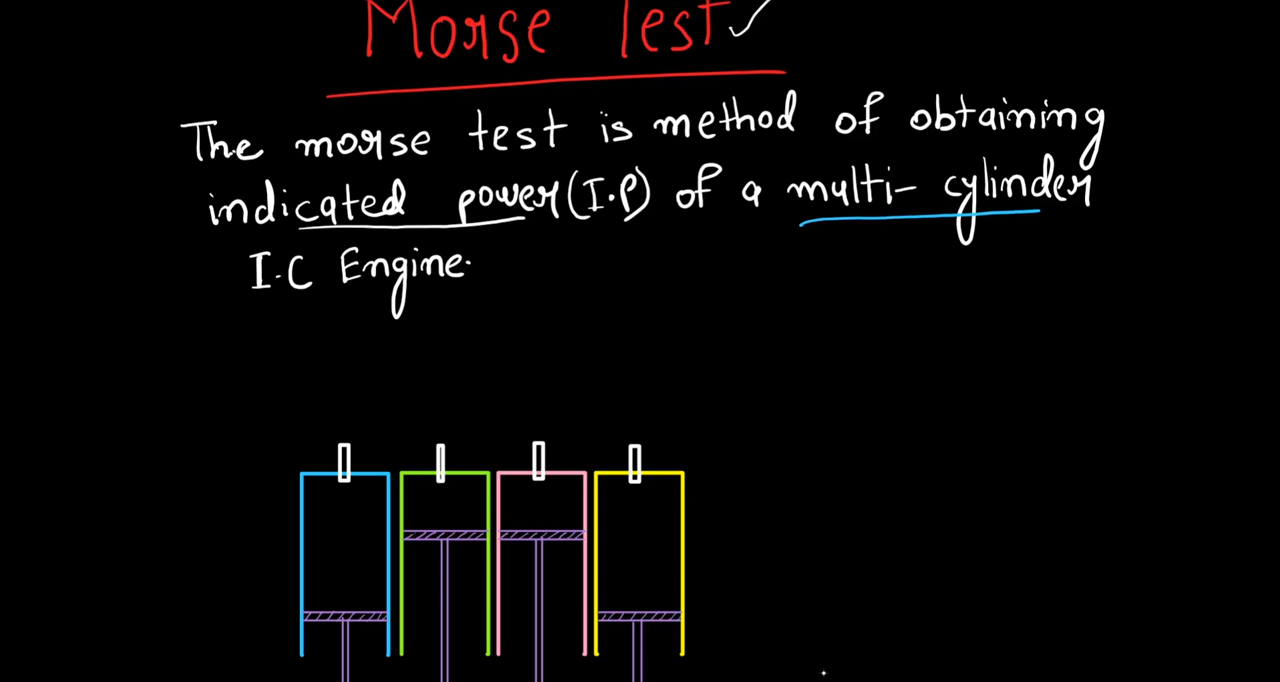 Morse Test
The morse test is method of obtaining
indicated power (I.P) of a multi- cylinder
I.C Engine.